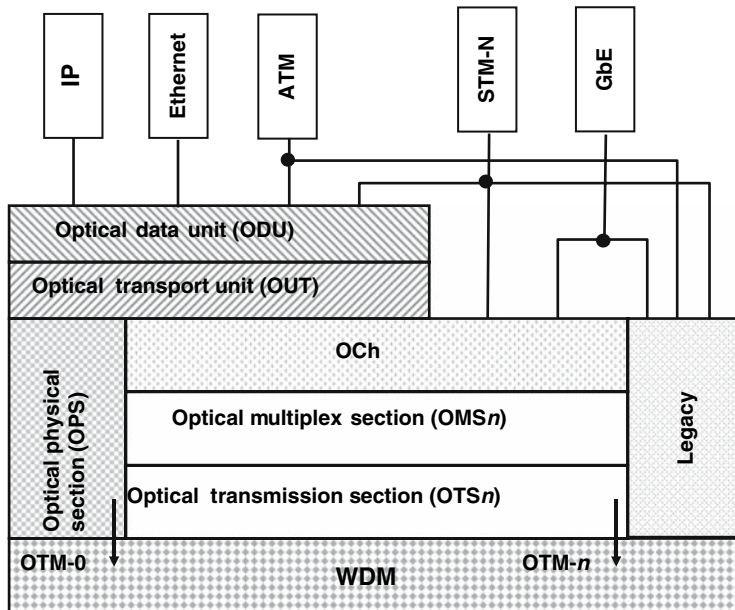 IP
Ethernet
ATM
STM-N
GbE
Optical data unit (ODU)
Optical transport unit (OUT)
OCh
Optical physical
section (OPS)
Optical multiplex section (OMSn)
Legacy
Optical transmission section (OTSn)
OTM-0
OTM-n
WDM